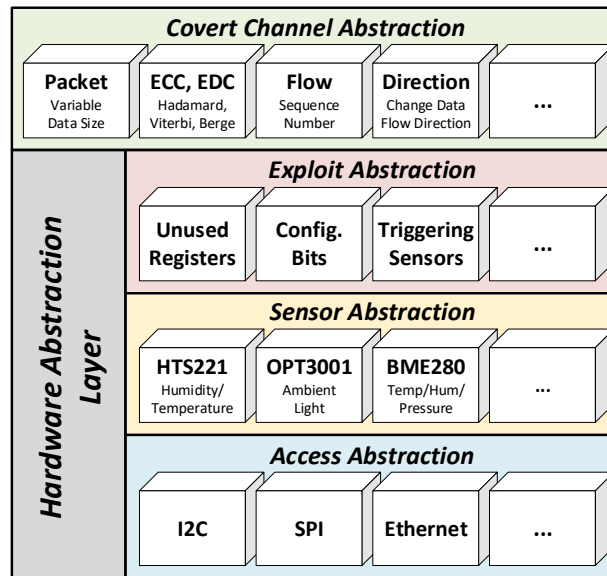 Covert Channel Abstraction
Packet
Variable
Data Size
ECC, EDC
Hadamard,
Viterbi, Berge
Flow
Sequence
Number
Direction
Change Data
Flow Direction
...
Hardware Abstraction
Layer
Exploit Abstraction
Unused
Registers
Config.
Bits
Triggering
Sensors
...
Sensor Abstraction
HTS221
Humidity/
Temperature
OPT3001
Ambient
Light
BME280
Temp/Hum/
Pressure
...
Access Abstraction
I2C
SPI
Ethernet
...